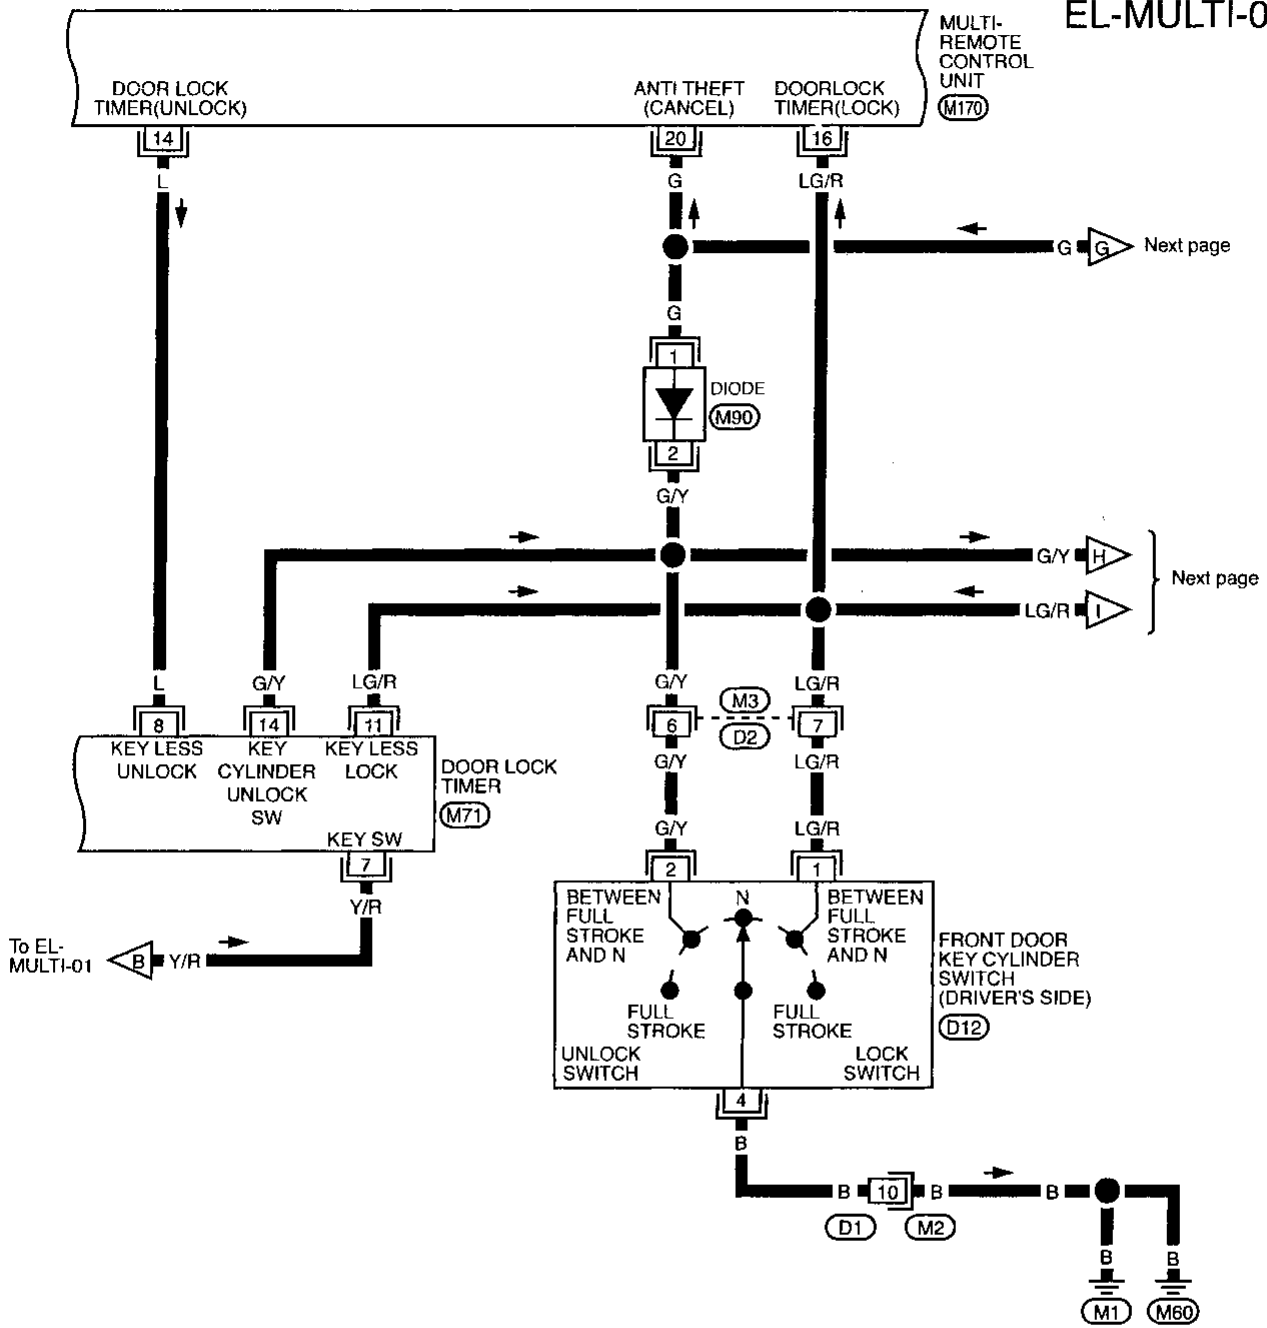 EL-MULTI-0
MULTI-
REMOTE
CONTROL
UNIT
M170
DOOR LOCK
TIMER(UNLOCK)
ANTI THEFT
(CANCEL)
DOORLOCK
TIMER(LOCK)
14
20
16
L
G
LG/R
G
G
Next page
G
1
DIODE
M90
2
G/Y
G/Y
H
LG/R
I
Next page
L
G/Y
LG/R
G/Y
LG/R
8
14
11
6
M3
D2
7
KEY LESS
UNLOCK
KEY
CYLINDER
UNLOCK
SW
KEY LESS
LOCK
DOOR LOCK
TIMER
M71
KEY SW
7
Y/R
G/Y
LG/R
G/Y
LG/R
2
1
To EL-
MULTI-01
B
Y/R
BETWEEN
FULL
STROKE
AND N
N
BETWEEN
FULL
STROKE
AND N
FULL
STROKE
FULL
STROKE
UNLOCK
SWITCH
LOCK
SWITCH
FRONT DOOR
KEY CYLINDER
SWITCH
(DRIVER'S SIDE)
D12
4
B
B
10
B
B
D1
M2
B
B
M1
M60